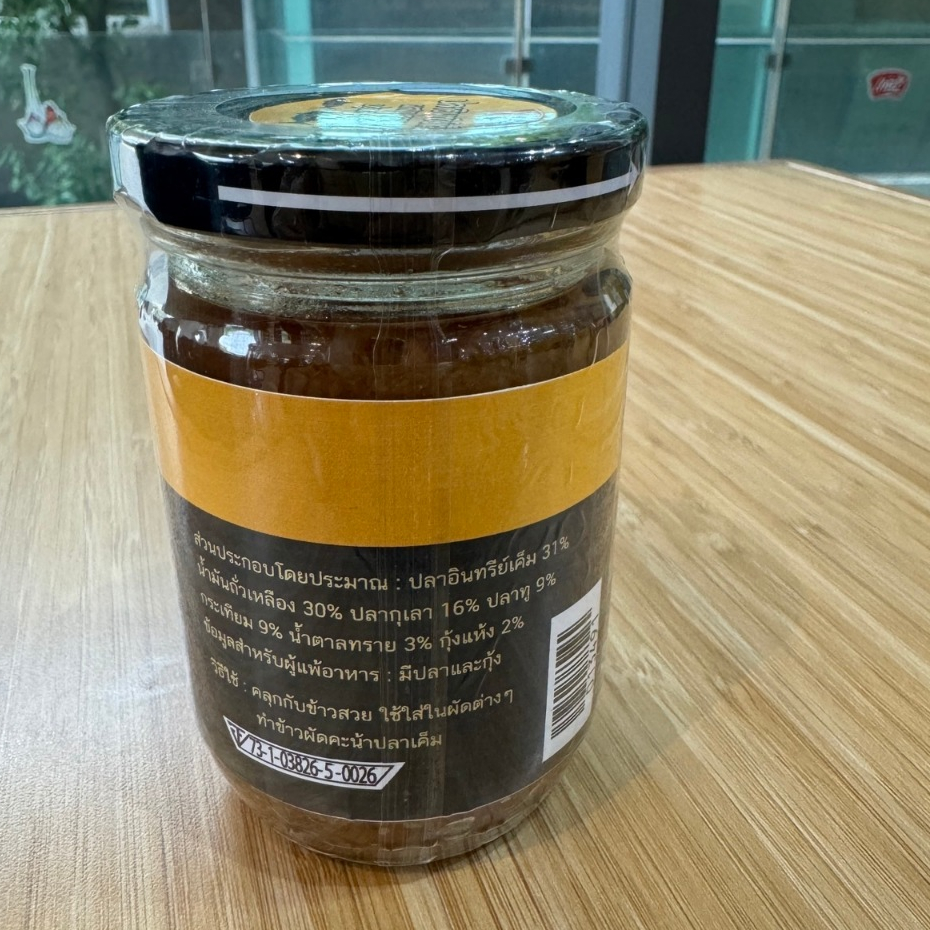 ส่วนประกอบโดยประมาณ : ปลาอินทรีย์เค็ม 31%
น้ำมันถั่วเหลือง 30% ปลากุเลา 16% ปลาทู 9%
กระเทียม 9% น้ำตาลทราย 3% กุ้งแห้ง 2%
ข้อมูลสำหรับผู้แพ้อาหาร : มีปลาและกุ้ง
วิธีใช้ : คลุกกับข้าวสวย ใช้ใส่ในผัดต่างๆ
ทำข้าวผัดคะน้าปลาเค็ม
73-1-03826-5-0026